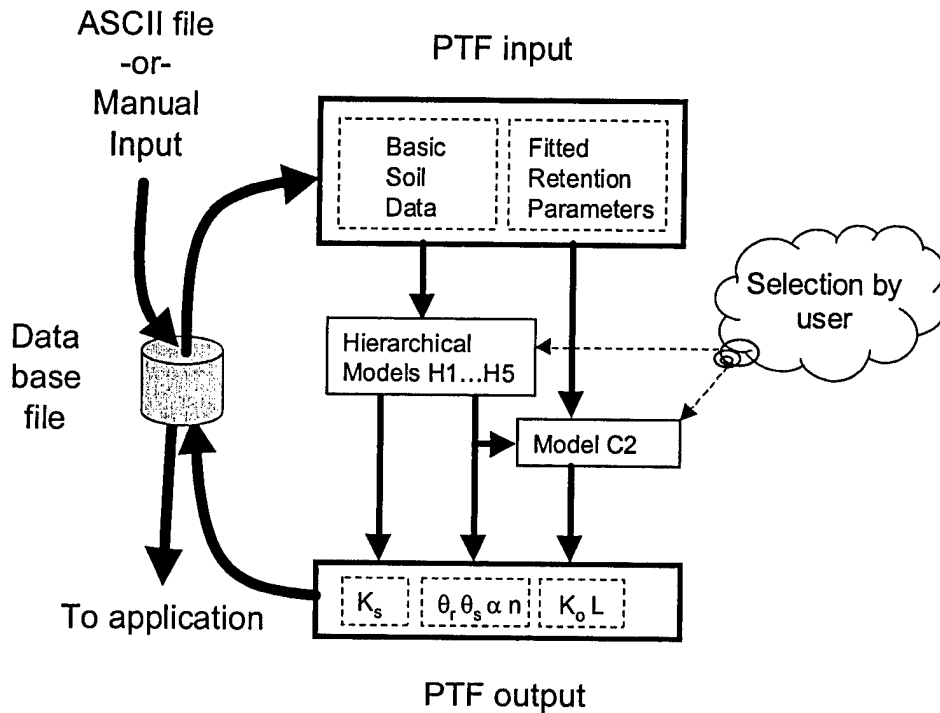 ASCII file
-or-
Manual
Input
PTF input
Basic
Soil
Data
Fitted
Retention
Parameters
Selection by
user
Data
base
file
Hierarchical
Models H1...H5
Model C2
To application
Kₛ
θᵣ θₛ α n
Kₒ L
PTF output